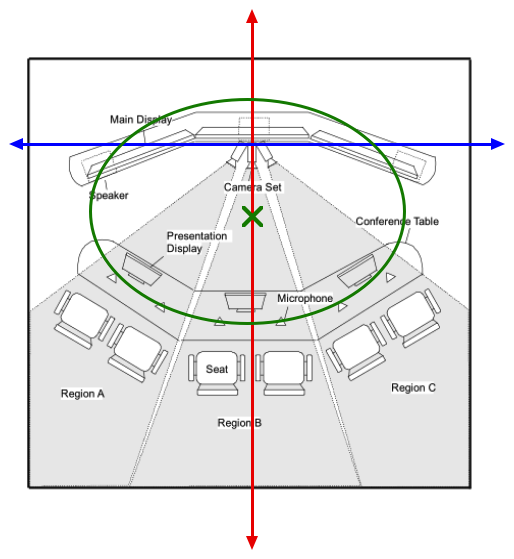 Main Display
Camera Set
Speaker
Conference Table
Presentation
Display
Microphone
Seat
Region A
Region C
Region B